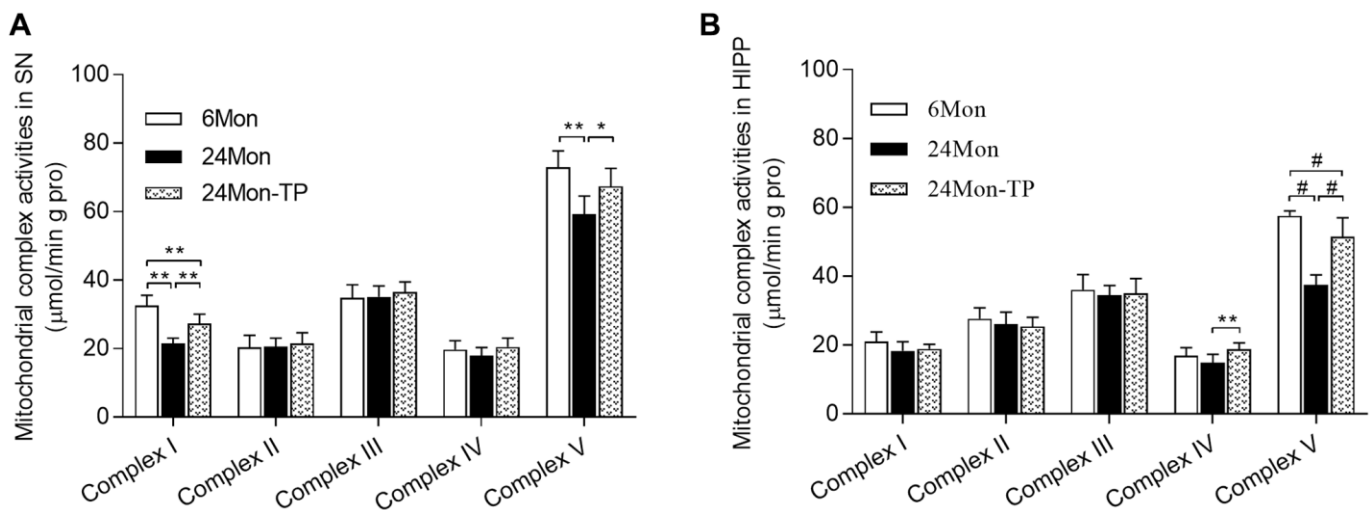 A
Mitochondrial complex activities in SN
(μmol/min g pro)
100
80
60
40
20
0
6Mon
24Mon
24Mon-TP
**
**
**
**
*
Complex I
Complex II
Complex III
Complex IV
Complex V
B
Mitochondrial complex activities in HIPP
(μmol/min g pro)
100
80
60
40
20
0
6Mon
24Mon
24Mon-TP
**
#
#
#
Complex I
Complex II
Complex III
Complex IV
Complex V